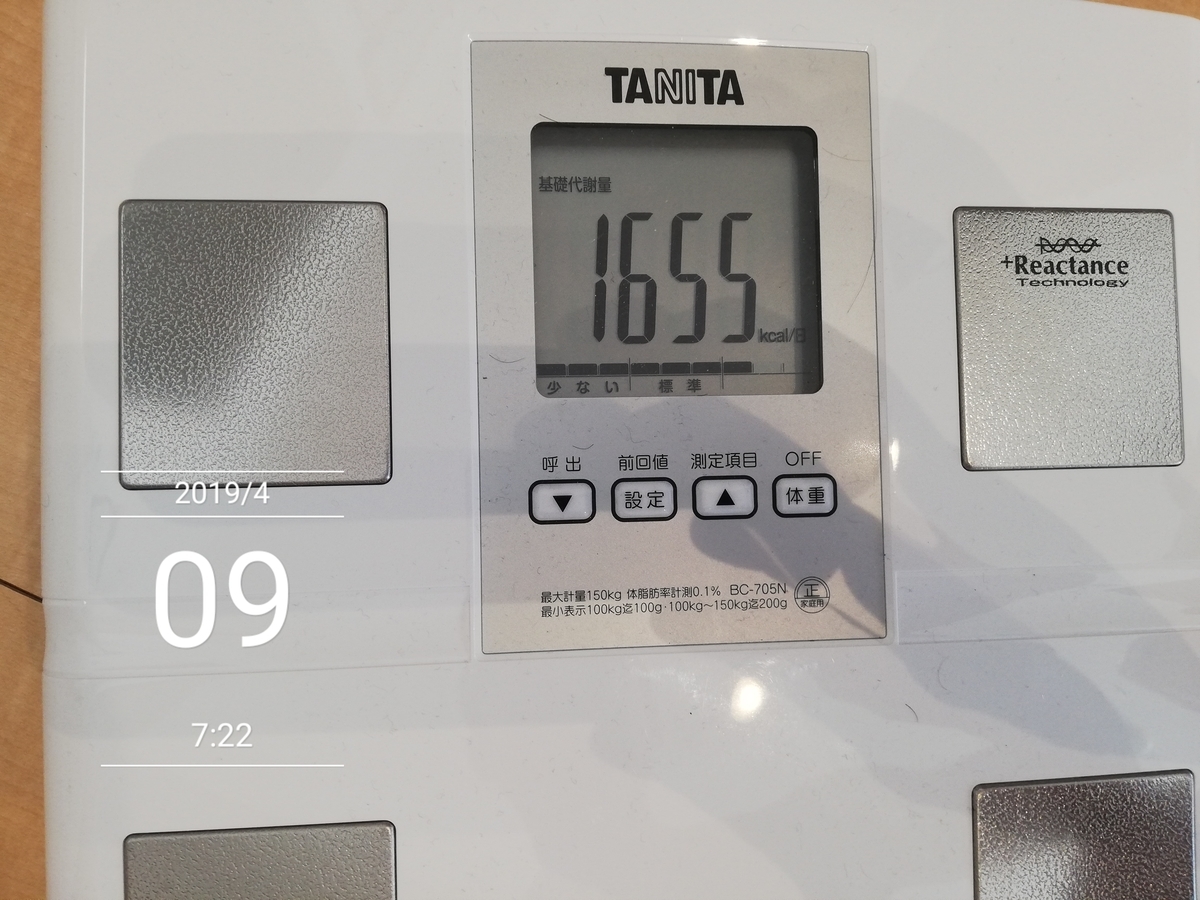 TANITA
基礎代謝量
1655 kcal/日
少ない 標準
+Reactance
Technology
呼出 前回値 測定項目 OFF
▼ 設定 ▲ 体重
最大計量150kg 体脂肪率計測0.1% BC-705N
最小表示100kg迄100g・100kg～150kg迄200g
正
家庭用
2019/4
09
7:22